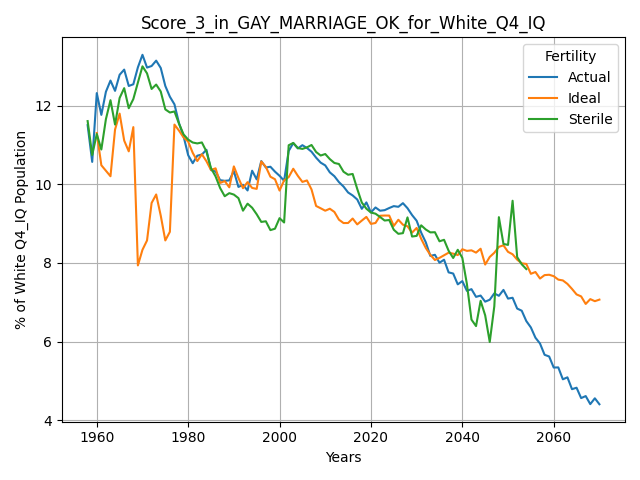 Score_3_in_GAY_MARRIAGE_OK_for_White_Q4_IQ
% of White Q4_IQ Population
12
10
8
6
4
Fertility
Actual
Ideal
Sterile
1960 1980 2000 2020 2040 2060
Years